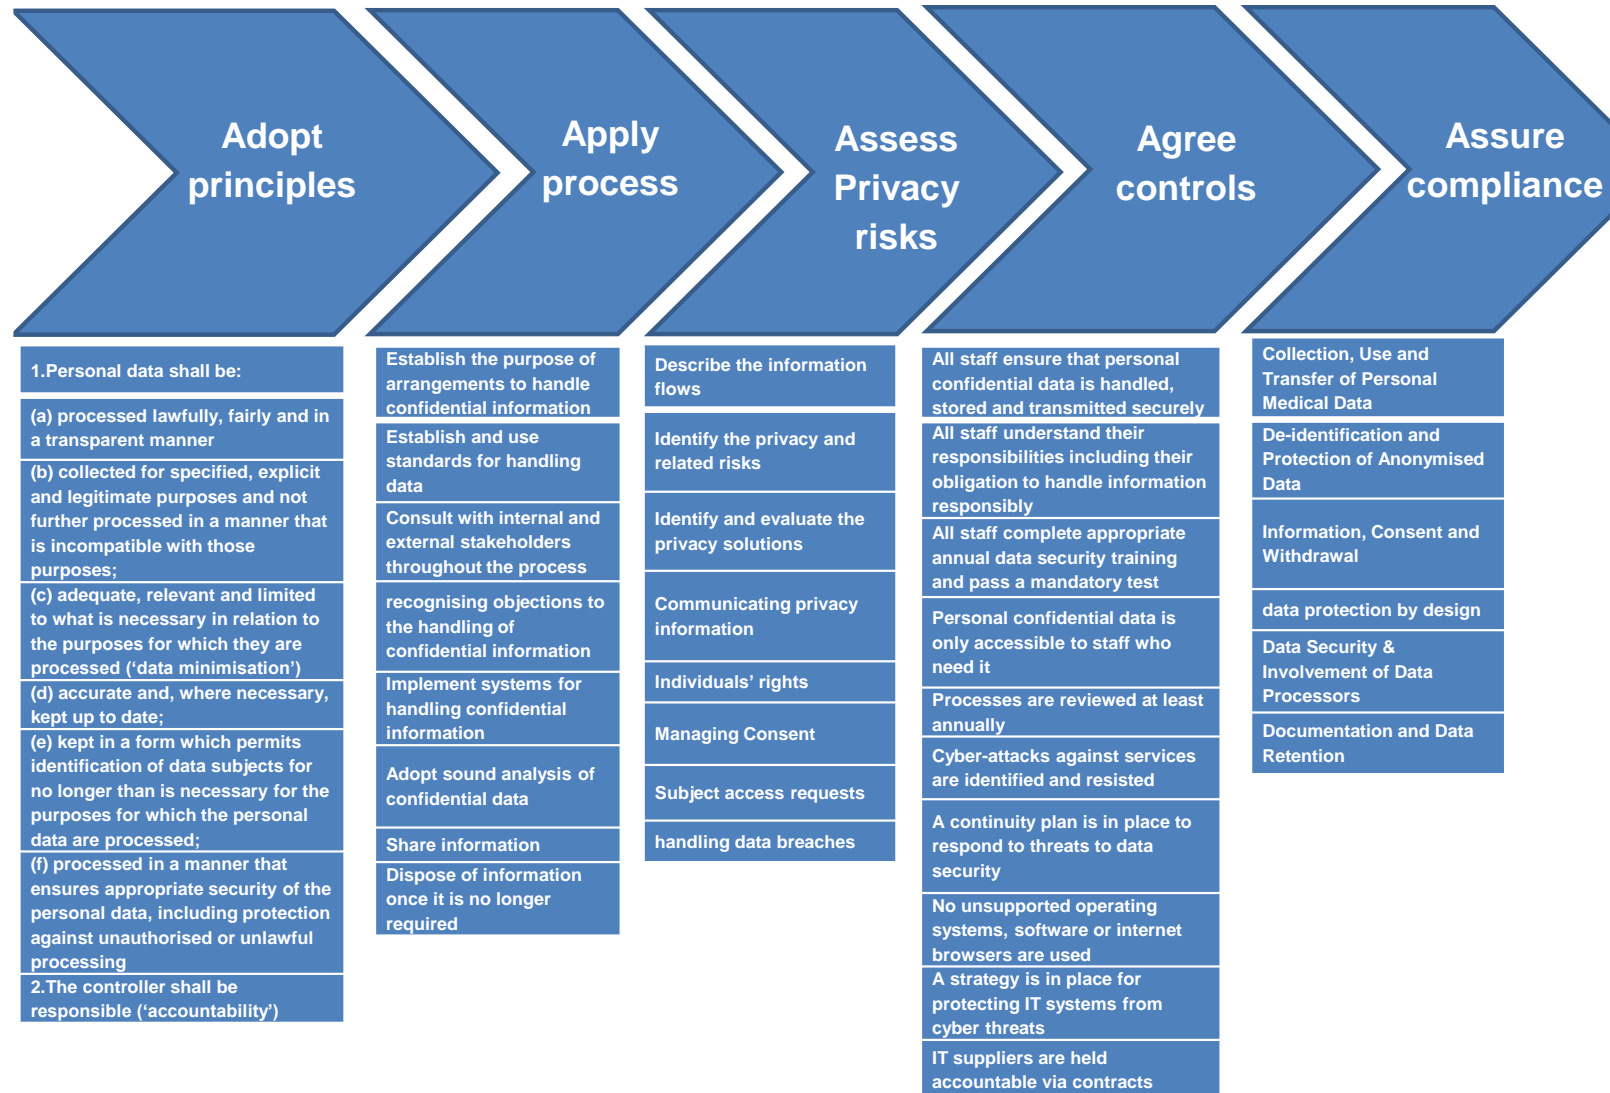 Adopt
principles
Apply
process
Assess
Privacy
risks
Agree
controls
Assure
compliance
1.Personal data shall be:
(a) processed lawfully, fairly and in
a transparent manner
(b) collected for specified, explicit
and legitimate purposes and not
further processed in a manner that
is incompatible with those
purposes;
(c) adequate, relevant and limited
to what is necessary in relation to
the purposes for which they are
processed (‘data minimisation’)
(d) accurate and, where necessary,
kept up to date;
(e) kept in a form which permits
identification of data subjects for
no longer than is necessary for the
purposes for which the personal
data are processed;
(f) processed in a manner that
ensures appropriate security of the
personal data, including protection
against unauthorised or unlawful
processing
2.The controller shall be
responsible (‘accountability’)
Establish the purpose of
arrangements to handle
confidential information
Establish and use
standards for handling
data
Consult with internal and
external stakeholders
throughout the process
recognising objections to
the handling of
confidential information
Implement systems for
handling confidential
information
Adopt sound analysis of
confidential data
Share information
Dispose of information
once it is no longer
required
Describe the information
flows
Identify the privacy and
related risks
Identify and evaluate the
privacy solutions
Communicating privacy
information
Individuals’ rights
Managing Consent
Subject access requests
handling data breaches
All staff ensure that personal
confidential data is handled,
stored and transmitted securely
All staff understand their
responsibilities including their
obligation to handle information
responsibly
All staff complete appropriate
annual data security training
and pass a mandatory test
Personal confidential data is
only accessible to staff who
need it
Processes are reviewed at least
annually
Cyber-attacks against services
are identified and resisted
A continuity plan is in place to
respond to threats to data
security
No unsupported operating
systems, software or internet
browsers are used
A strategy is in place for
protecting IT systems from
cyber threats
IT suppliers are held
accountable via contracts
Collection, Use and
Transfer of Personal
Medical Data
De-identification and
Protection of Anonymised
Data
Information, Consent and
Withdrawal
data protection by design
Data Security &
Involvement of Data
Processors
Documentation and Data
Retention